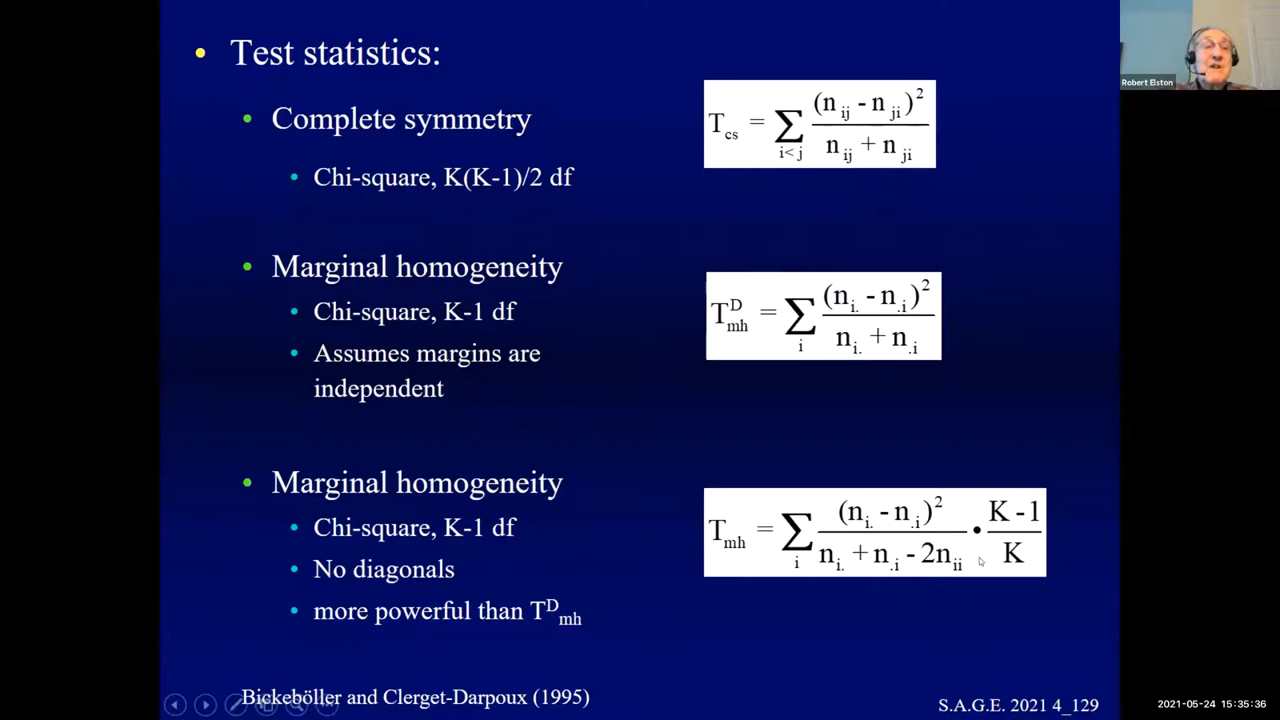 • Test statistics:
• Complete symmetry
• Chi-square, K(K-1)/2 df
T_cs = ∑_{i<j} (n_ij - n_ji)² / (n_ij + n_ji)
• Marginal homogeneity
• Chi-square, K-1 df
• Assumes margins are
independent
T^D_mh = ∑_i (n_i. - n_.i)² / (n_i. + n_.i)
• Marginal homogeneity
• Chi-square, K-1 df
• No diagonals
• more powerful than T^D_mh
T_mh = ∑_i (n_i. - n_.i)² / (n_i. + n_.i - 2n_ii) • (K-1) / K
Bickeböller and Clerget-Darpoux (1995)
S.A.G.E. 2021 4_129
Robert Elston
2021-05-24 15:35:36